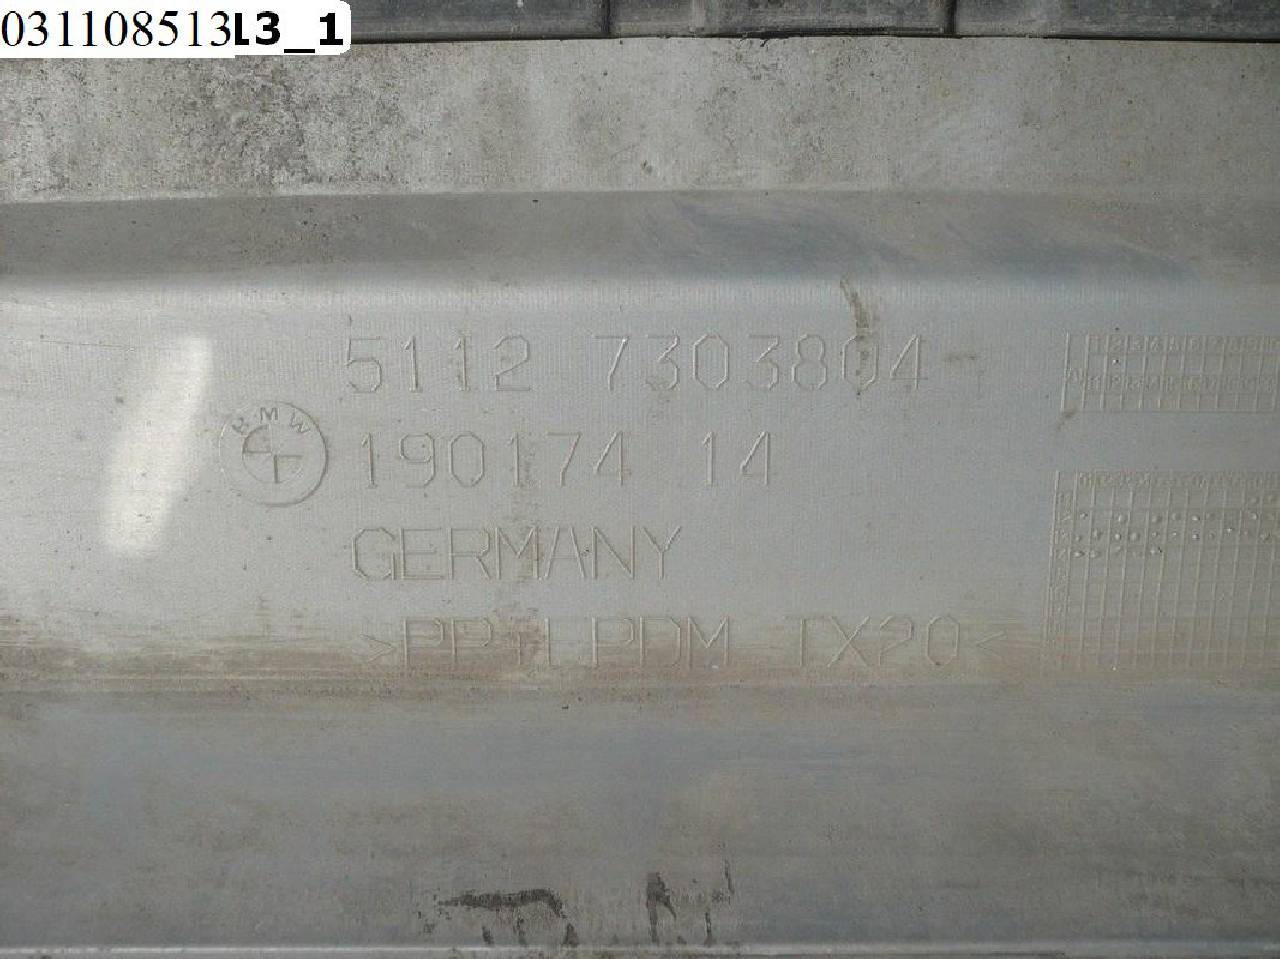 031108513L3_1
5112 7303804
BMW
190174 14
GERMANY
>PP+EPDM TX20<